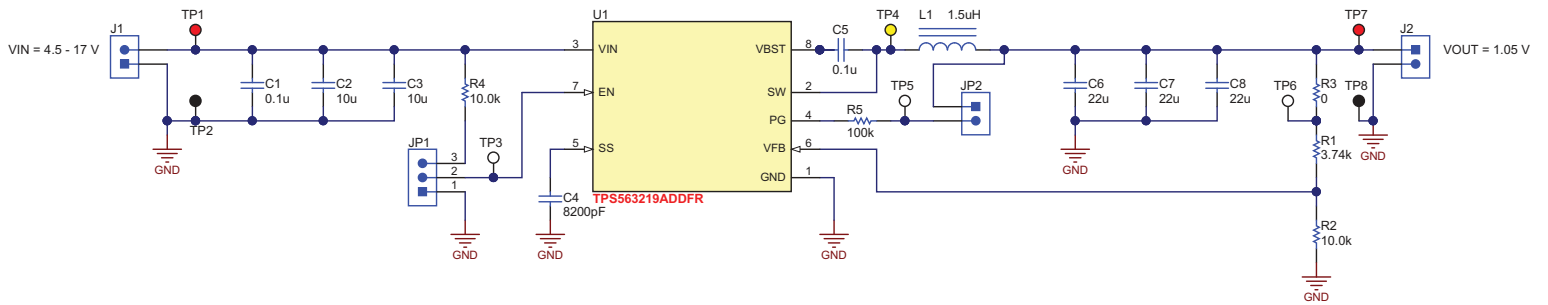 J1
VIN = 4.5 - 17 V
TP1
TP2
GND
C1
0.1u
C2
10u
C3
10u
R4
10.0k
JP1
3
2
1
TP3
GND
C4
8200pF
GND
U1
3
VIN
7
EN
5
SS
VBST
8
SW
2
PG
4
VFB
6
GND
1
TPS563219ADDFR
GND
C5
0.1u
TP4
L1
1.5uH
R5
100k
TP5
JP2
C6
22u
C7
22u
C8
22u
GND
TP6
R3
0
R1
3.74k
R2
10.0k
GND
TP7
TP8
GND
J2
VOUT = 1.05 V